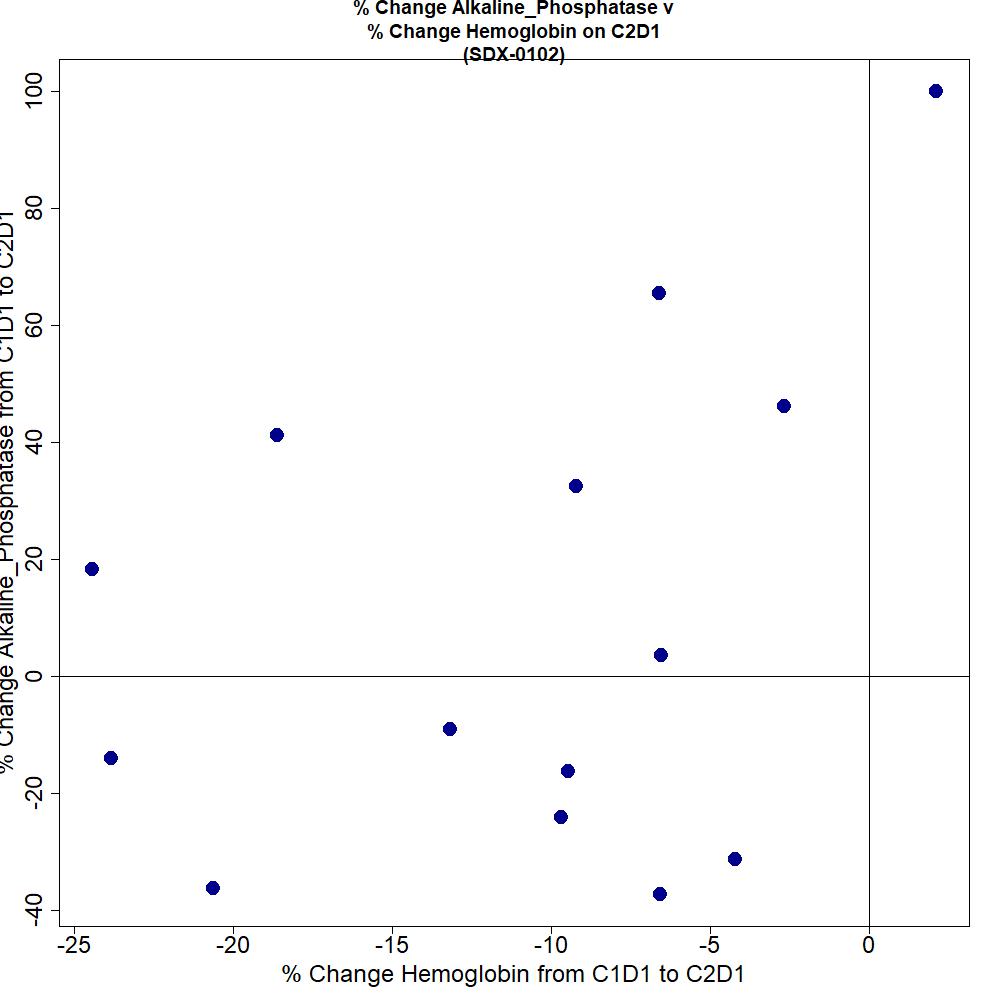 % Change Alkaline_Phosphatase v
% Change Hemoglobin on C2D1
(SDX-0102)
% Change Alkaline_Phosphatase from C1D1 to C2D1
100
80
60
40
20
0
-20
-40
-25 -20 -15 -10 -5 0
% Change Hemoglobin from C1D1 to C2D1